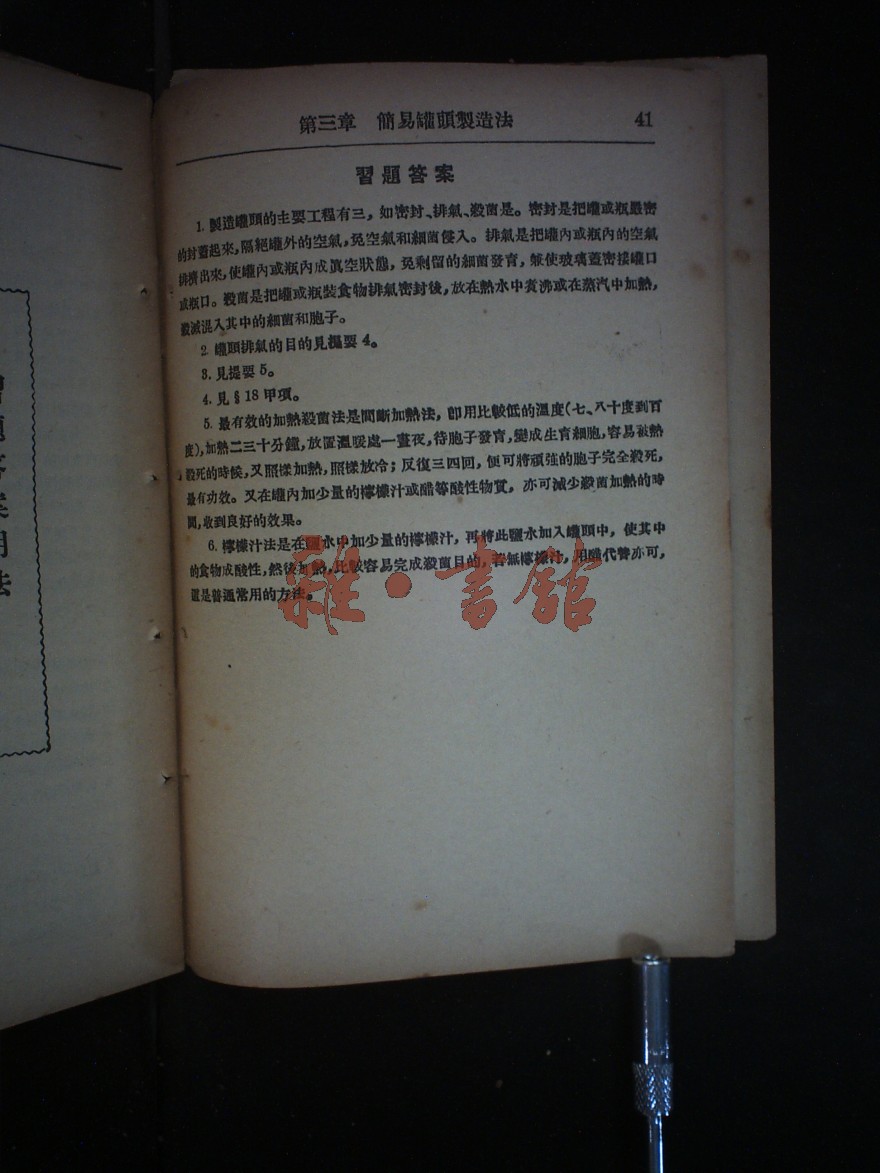 第三章 簡易罐頭製造法 41
習題答案
1. 製造罐頭的主要工程有三，如密封、排氣、殺菌是。密封是把罐或瓶嚴密
的封蓋起來，隔絕罐外的空氣，免空氣和細菌侵入。排氣是把罐內或瓶內的空氣
排擠出來，使罐內或瓶內成眞空狀態，免剩留的細菌發育，兼使玻璃蓋密接罐口
或瓶口。殺菌是把罐或瓶裝食物排氣密封後，放在熱水中煮沸或在蒸汽中加熱，
殺滅混入其中的細菌和胞子。
2. 罐頭排氣的目的見提要 4。
3. 見提要 5。
4. 見 § 18 甲項。
5. 最有效的加熱殺菌法是間斷加熱法，卽用比較低的溫度(七、八十度到百
度)，加熱二三十分鐘，放置溫暖處一晝夜，待胞子發育，變成生育細胞，容易被熱
殺死的時候，又照樣加熱，照樣放冷；反復三四回，便可將頑強的胞子完全殺死，
最有功效。又在罐內加少量的檸檬汁或醋等酸性物質，亦可減少殺菌加熱的時
間，收到良好的效果。
6. 檸檬汁法是在鹽水中加少量的檸檬汁，再將此鹽水加入罐頭中，使其中
的食物成酸性，然後加熱，比較容易完成殺菌目的，若無檸檬汁，用醋代替亦可，
還是普通常用的方法。
雜·書館